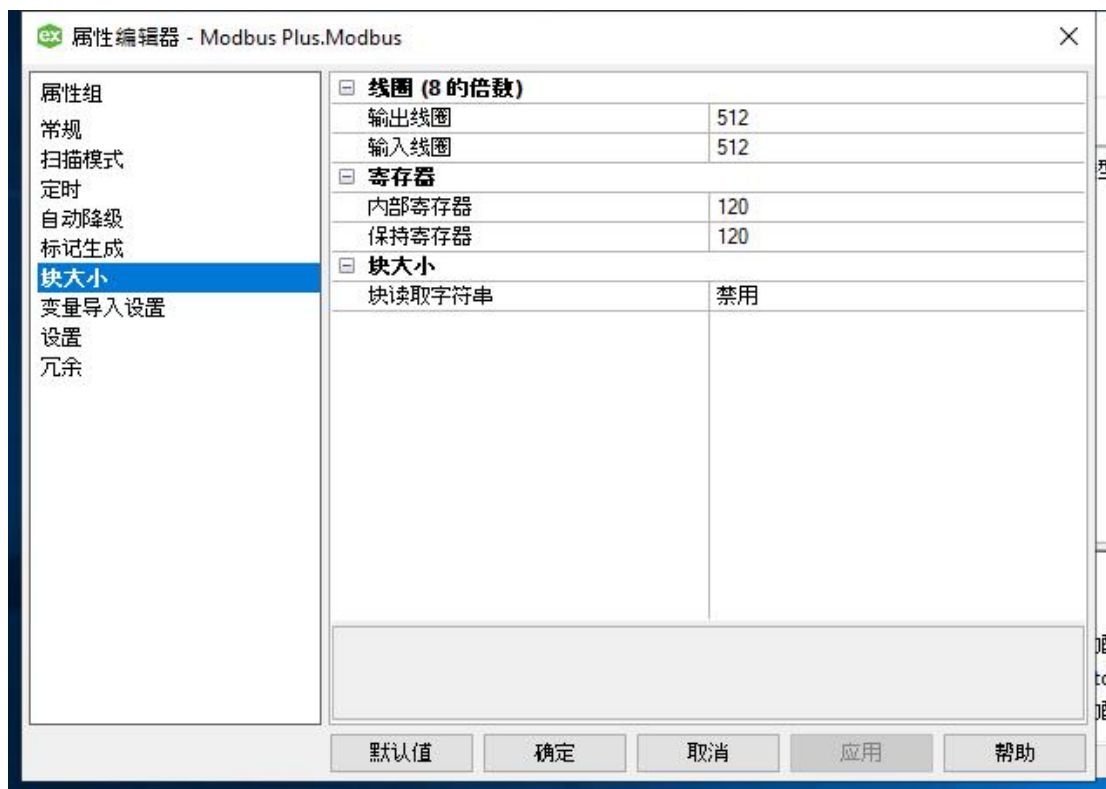 ex 属性编辑器 - Modbus Plus.Modbus
属性组
常规
扫描模式
定时
自动降级
标记生成
块大小
变量导入设置
设置
冗余
线圈 (8 的倍数)
输出线圈 512
输入线圈 512
寄存器
内部寄存器 120
保持寄存器 120
块大小
块读取字符串 禁用
默认值 确定 取消 应用 帮助